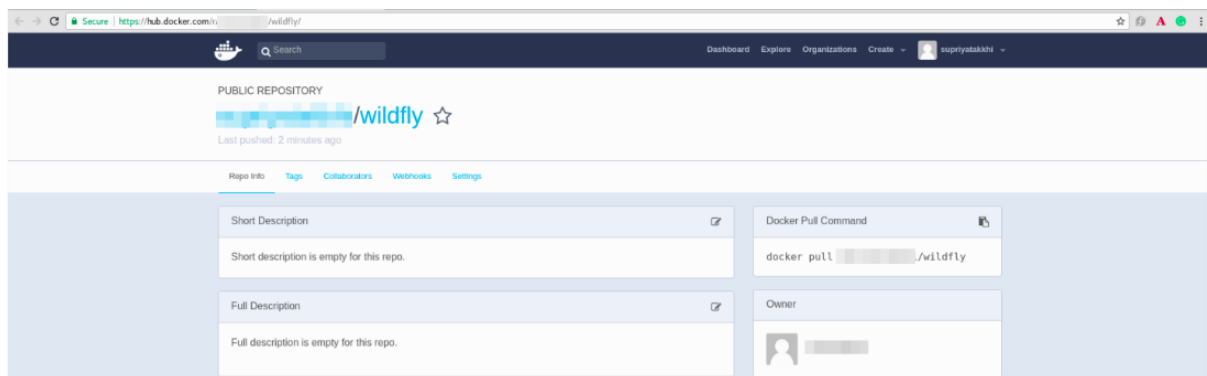 Secure | https://hub.docker.com/r/ /wildfly/
Search
Dashboard Explore Organizations Create supriyatakkhi
PUBLIC REPOSITORY
/wildfly
Last pushed: 2 minutes ago
Repo Info Tags Collaborators Webhooks Settings
Short Description
Short description is empty for this repo.
Docker Pull Command
docker pull /wildfly
Full Description
Full description is empty for this repo.
Owner